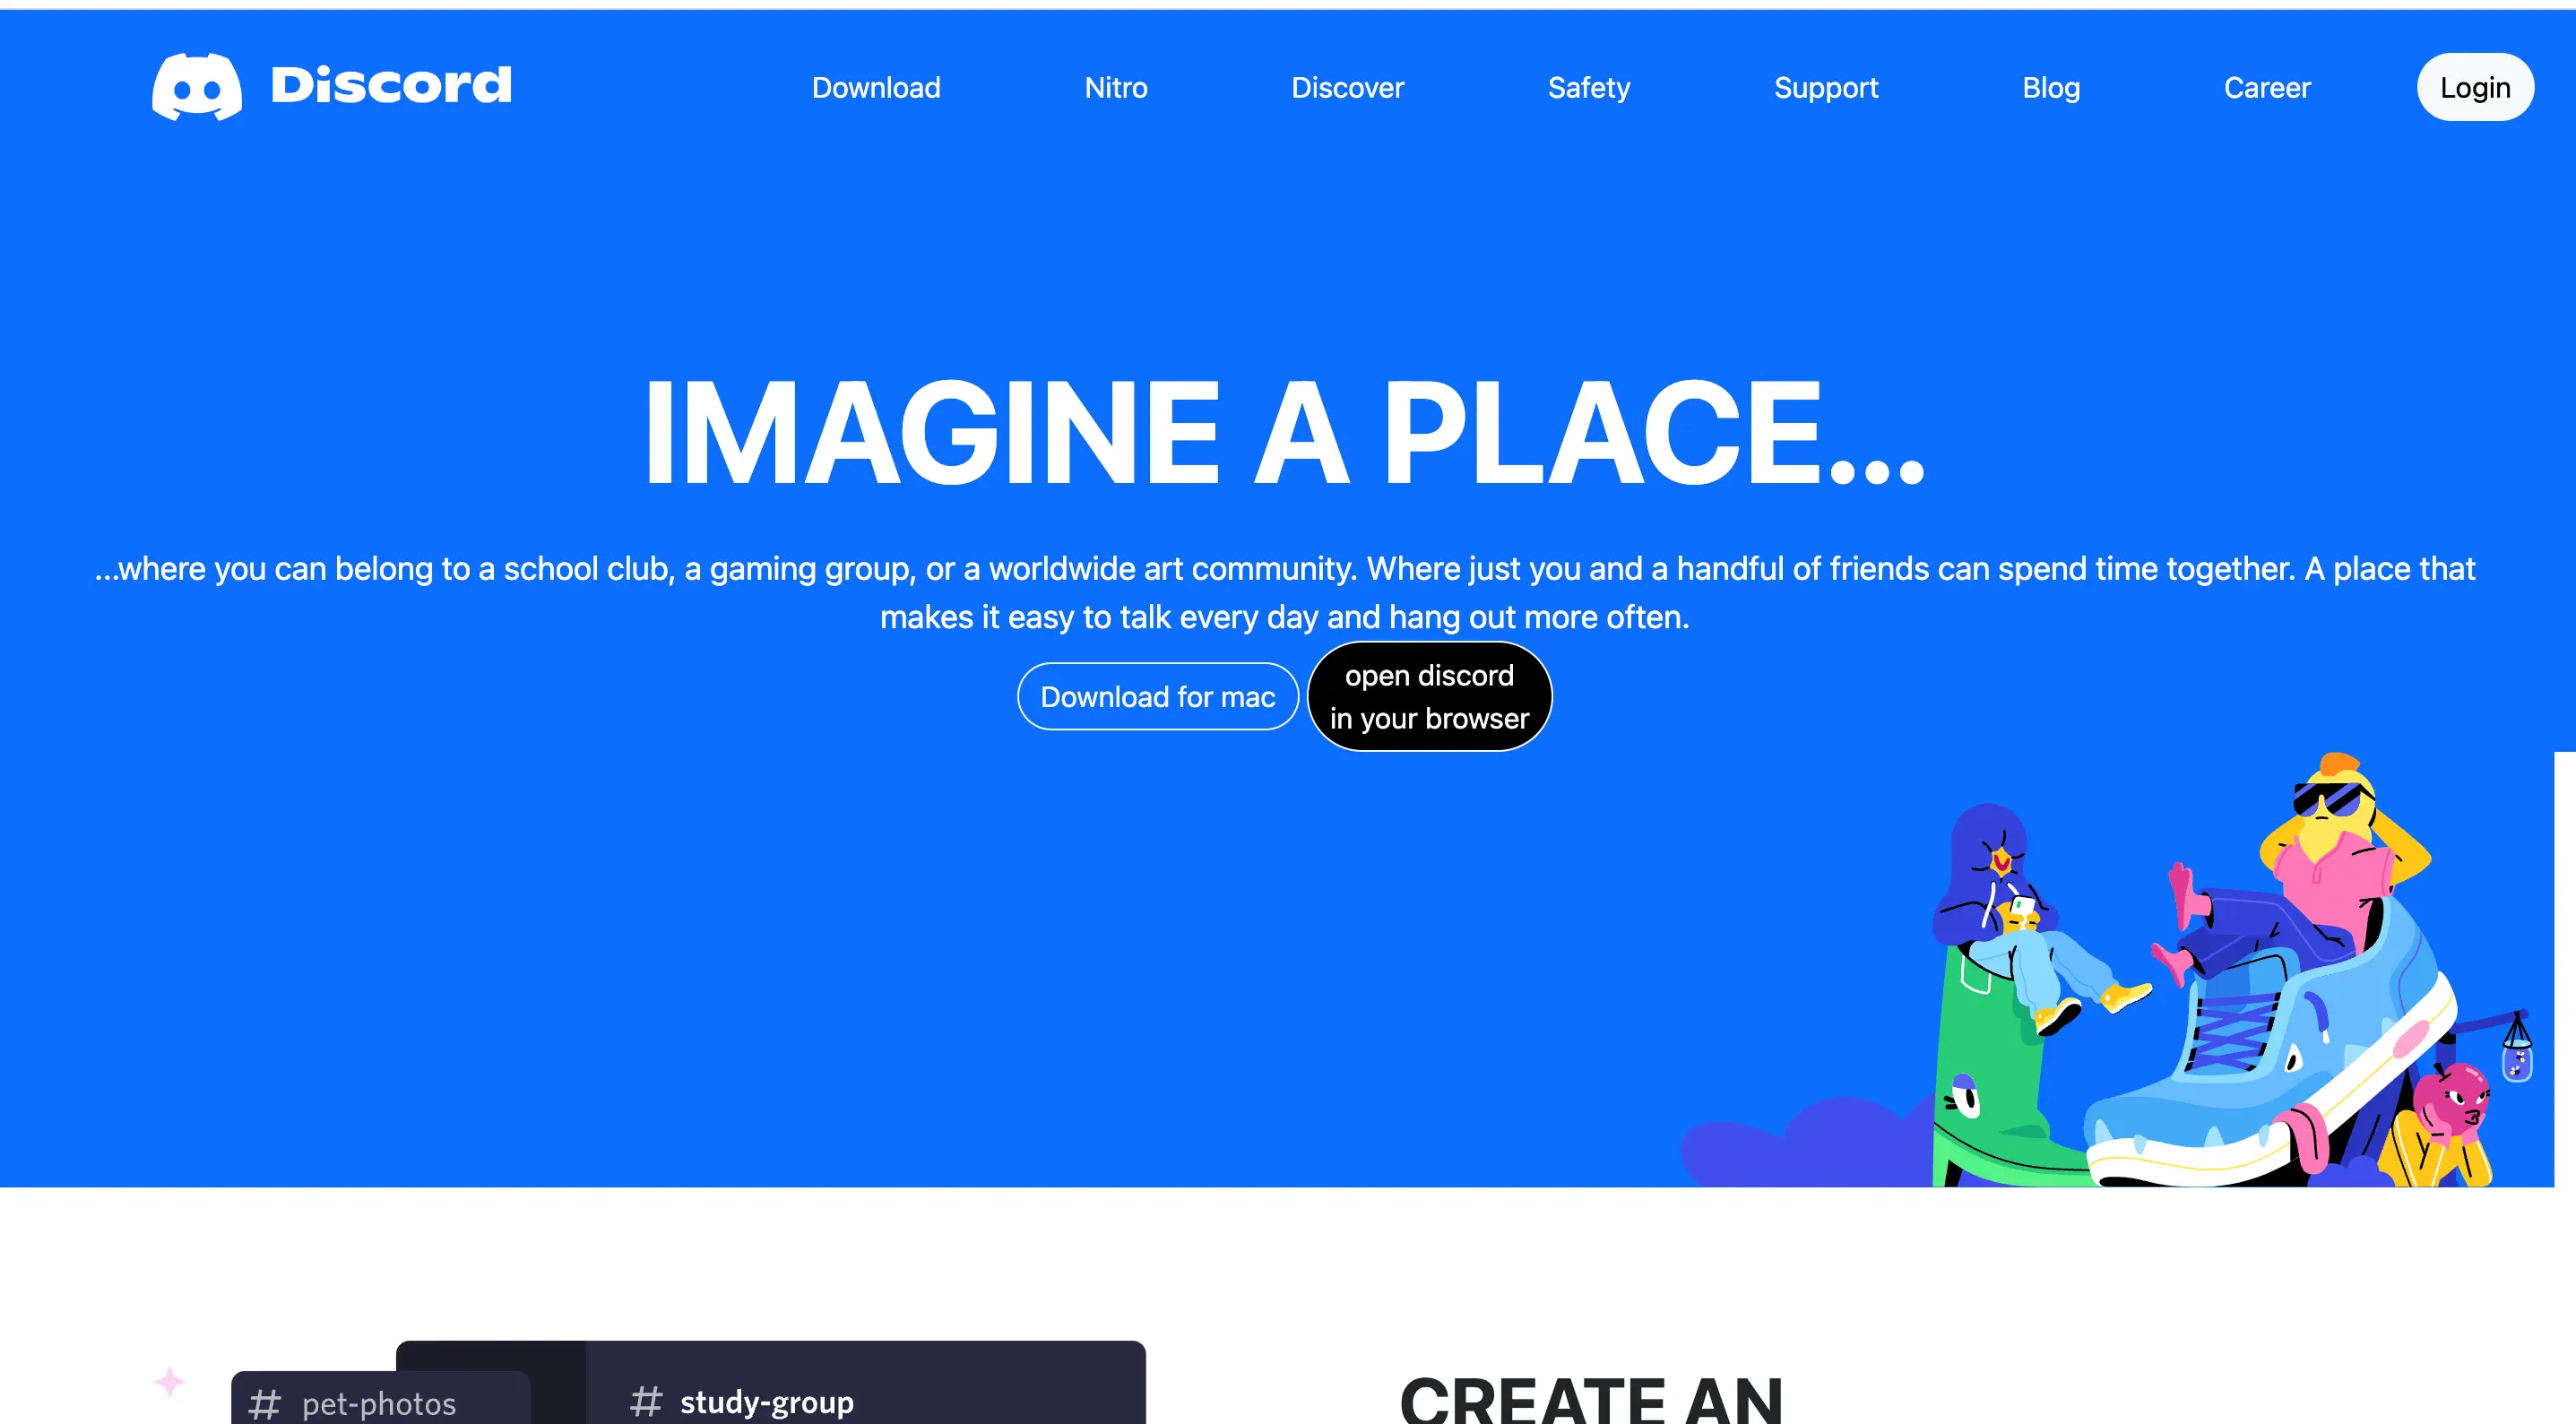 Discord
Download Nitro Discover Safety Support Blog Career Login
IMAGINE A PLACE...
...where you can belong to a school club, a gaming group, or a worldwide art community. Where just you and a handful of friends can spend time together. A place that
makes it easy to talk every day and hang out more often.
Download for mac
open discord
in your browser
# pet-photos
# study-group
CREATE AN